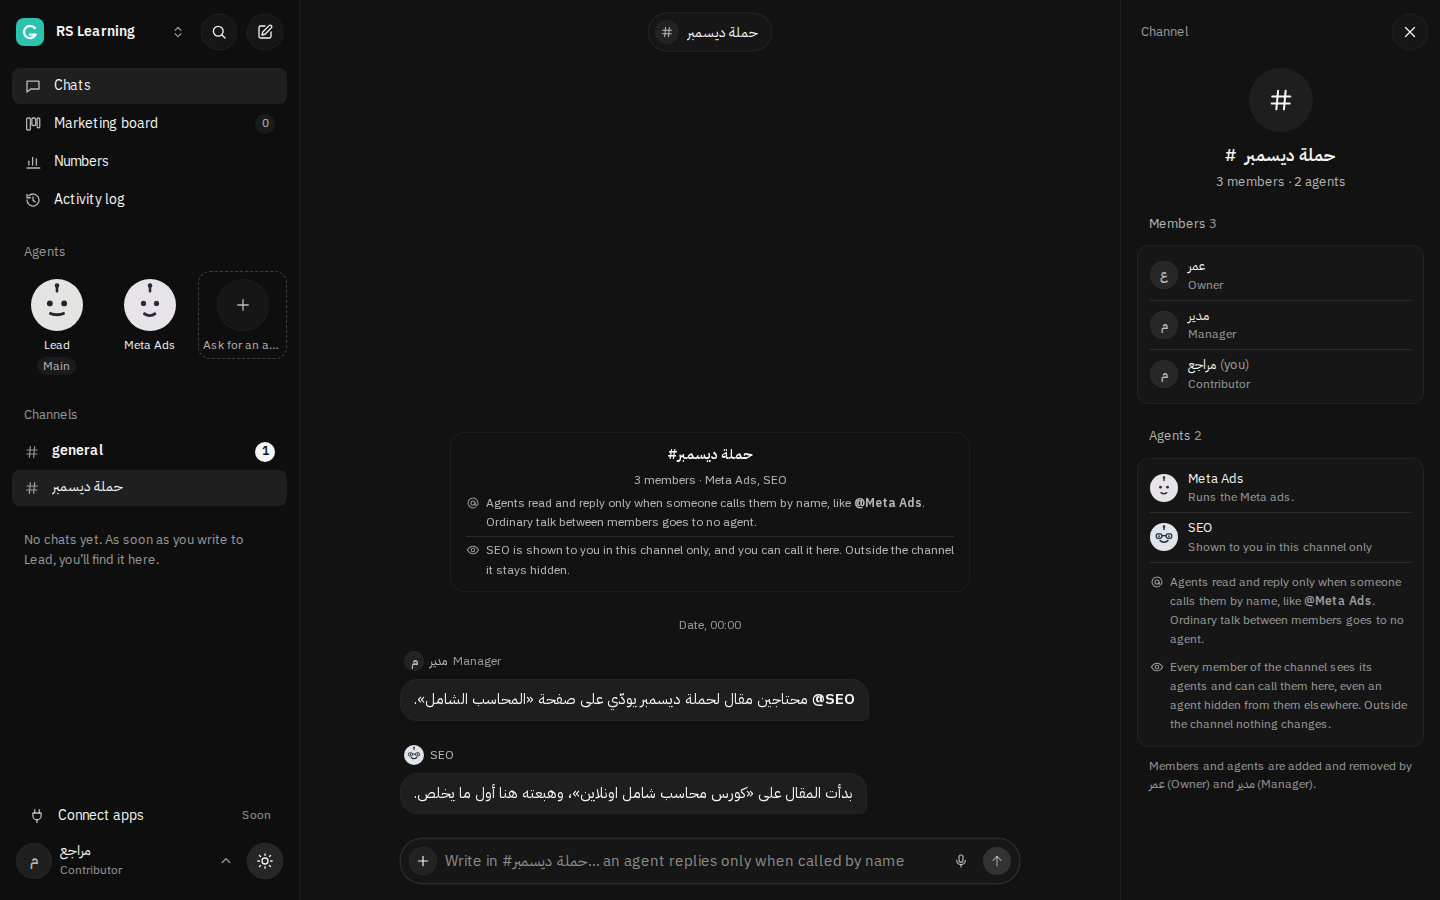 RS Learning
Chats
Marketing board
0
Numbers
Activity log
Agents
Lead
Main
Meta Ads
Ask for an a...
Channels
general
1
حملة ديسمبر
No chats yet. As soon as you write to
Lead, you'll find it here.
Connect apps
Soon
م
مراجع
Contributor
# حملة ديسمبر
#حملة ديسمبر
3 members · Meta Ads, SEO
Agents read and reply only when someone calls them by name, like @Meta Ads.
Ordinary talk between members goes to no agent.
SEO is shown to you in this channel only, and you can call it here. Outside the channel
it stays hidden.
Date, 00:00
م مدير Manager
@SEO محتاجين مقال لحملة ديسمبر يودّي على صفحة «المحاسب الشامل».
SEO
بدأت المقال على «كورس محاسب شامل اونلاين»، وهبعته هنا أول ما يخلص.
Write in #حملة ديسمبر... an agent replies only when called by name
Channel
# حملة ديسمبر
3 members · 2 agents
Members 3
ع
عمر
Owner
م
مدير
Manager
م
مراجع (you)
Contributor
Agents 2
Meta Ads
Runs the Meta ads.
SEO
Shown to you in this channel only
Agents read and reply only when someone
calls them by name, like @Meta Ads.
Ordinary talk between members goes to no
agent.
Every member of the channel sees its
agents and can call them here, even an
agent hidden from them elsewhere. Outside
the channel nothing changes.
Members and agents are added and removed by
عمر (Owner) and مدير (Manager).